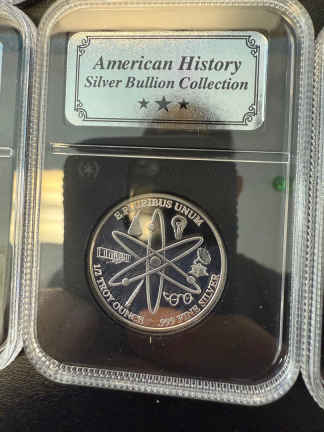 American History
Silver Bullion Collection
E PLURIBUS UNUM
1/2 TROY OUNCE .999 FINE SILVER